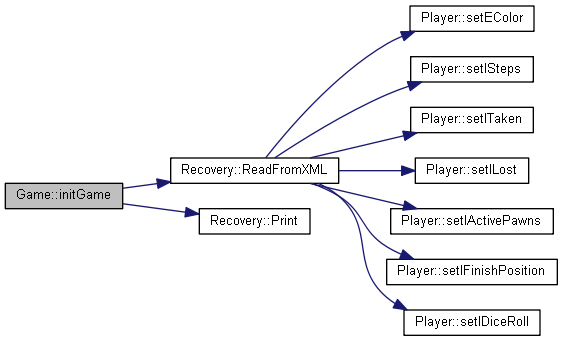 Game::initGame
Recovery::ReadFromXML
Recovery::Print
Player::setEColor
Player::setISteps
Player::setITaken
Player::setILost
Player::setIActivePawns
Player::setIFinishPosition
Player::setIDiceRoll